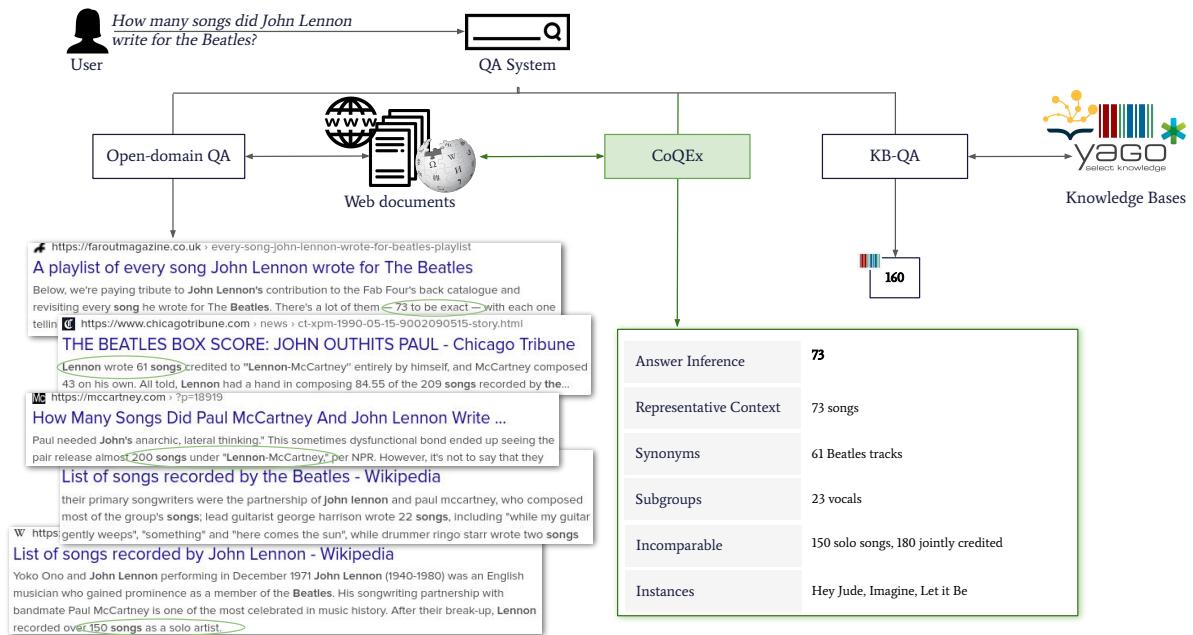 How many songs did John Lennon
write for the Beatles?
User
QA System
WWW
Open-domain QA
Web documents
CoQEx
KB-QA
yago
select knowledge
Knowledge Bases
https://faroutmagazine.co.uk › every-song-john-lennon-wrote-for-beatles-playlist
A playlist of every song John Lennon wrote for The Beatles
Below, we're paying tribute to John Lennon's contribution to the Fab Four's back catalogue and
revisiting every song he wrote for The Beatles. There's a lot of them — 73 to be exact — with each one
tellin
https://www.chicagotribune.com › news › ct-xpm-1990-05-15-9002090515-story.html
THE BEATLES BOX SCORE: JOHN OUTHITS PAUL - Chicago Tribune
Lennon wrote 61 songs credited to "Lennon-McCartney" entirely by himself, and McCartney composed
43 on his own. All told, Lennon had a hand in composing 84.55 of the 209 songs recorded by the...
Mc https://mccartney.com › ?p=18919
How Many Songs Did Paul McCartney And John Lennon Write ...
Paul needed John's anarchic, lateral thinking." This sometimes dysfunctional bond ended up seeing the
pair release almost 200 songs under "Lennon-McCartney," per NPR. However, it's not to say that they
List of songs recorded by the Beatles - Wikipedia
their primary songwriters were the partnership of john lennon and paul mccartney, who composed
most of the group's songs; lead guitarist george harrison wrote 22 songs, including "while my guitar
gently weeps", "something" and "here comes the sun", while drummer ringo starr wrote two songs
W https:
List of songs recorded by John Lennon - Wikipedia
Yoko Ono and John Lennon performing in December 1971 John Lennon (1940-1980) was an English
musician who gained prominence as a member of the Beatles. His songwriting partnership with
bandmate Paul McCartney is one of the most celebrated in music history. After their break-up, Lennon
recorded over 150 songs as a solo artist.
160
Answer Inference 73
Representative Context 73 songs
Synonyms 61 Beatles tracks
Subgroups 23 vocals
Incomparable 150 solo songs, 180 jointly credited
Instances Hey Jude, Imagine, Let it Be